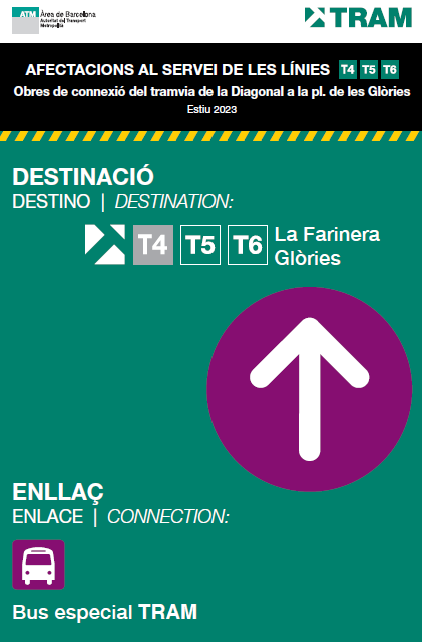 ATM Àrea de Barcelona
Autoritat del Transport
Metropolità
TRAM
AFECTACIONS AL SERVEI DE LES LÍNIES T4 T5 T6
Obres de connexió del tramvia de la Diagonal a la pl. de les Glòries
Estiu 2023
DESTINACIÓ
DESTINO | DESTINATION:
T4 T5 T6 La Farinera
Glòries
ENLLAÇ
ENLACE | CONNECTION:
Bus especial TRAM